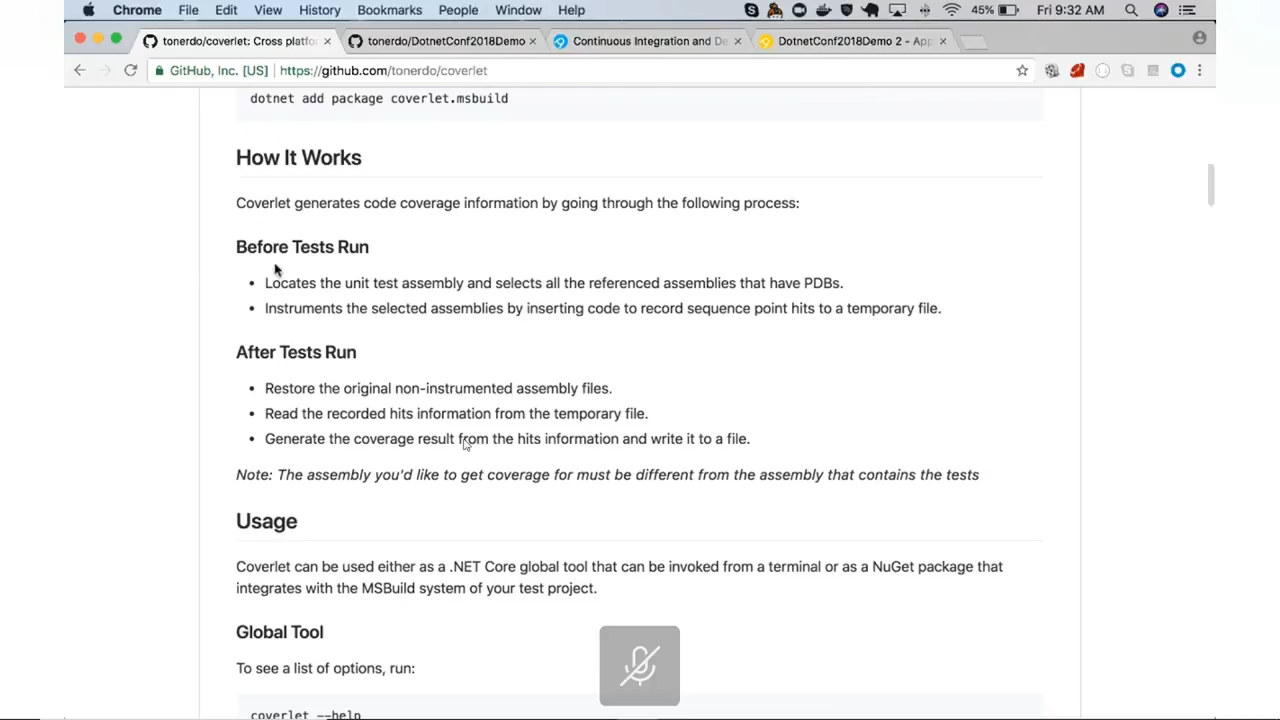 Chrome File Edit View History Bookmarks People Window Help 45% Fri 9:32 AM
tonerdo/coverlet: Cross platfo tonerdo/DotnetConf2018Demo Continuous Integration and De DotnetConf2018Demo 2 - App
GitHub, Inc. [US] https://github.com/tonerdo/coverlet
dotnet add package coverlet.msbuild
How It Works
Coverlet generates code coverage information by going through the following process:
Before Tests Run
• Locates the unit test assembly and selects all the referenced assemblies that have PDBs.
• Instruments the selected assemblies by inserting code to record sequence point hits to a temporary file.
After Tests Run
• Restore the original non-instrumented assembly files.
• Read the recorded hits information from the temporary file.
• Generate the coverage result from the hits information and write it to a file.
Note: The assembly you'd like to get coverage for must be different from the assembly that contains the tests
Usage
Coverlet can be used either as a .NET Core global tool that can be invoked from a terminal or as a NuGet package that
integrates with the MSBuild system of your test project.
Global Tool
To see a list of options, run:
coverlet --help